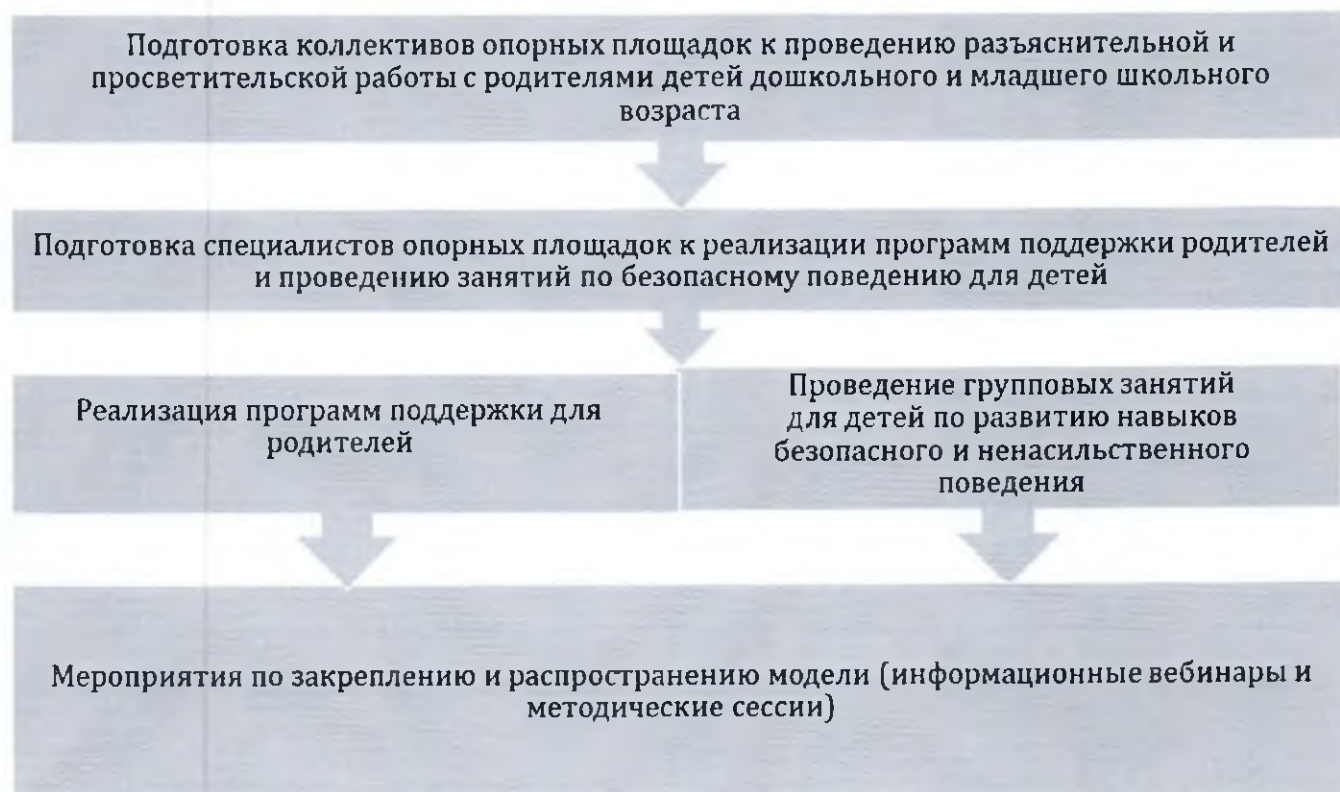 Подготовка коллективов опорных площадок к проведению разъяснительной и
просветительской работы с родителями детей дошкольного и младшего школьного
возраста
Подготовка специалистов опорных площадок к реализации программ поддержки родителей
и проведению занятий по безопасному поведению для детей
Реализация программ поддержки для
родителей
Проведение групповых занятий
для детей по развитию навыков
безопасного и ненасильственного
поведения
Мероприятия по закреплению и распространению модели (информационные вебинары и
методические сессии)